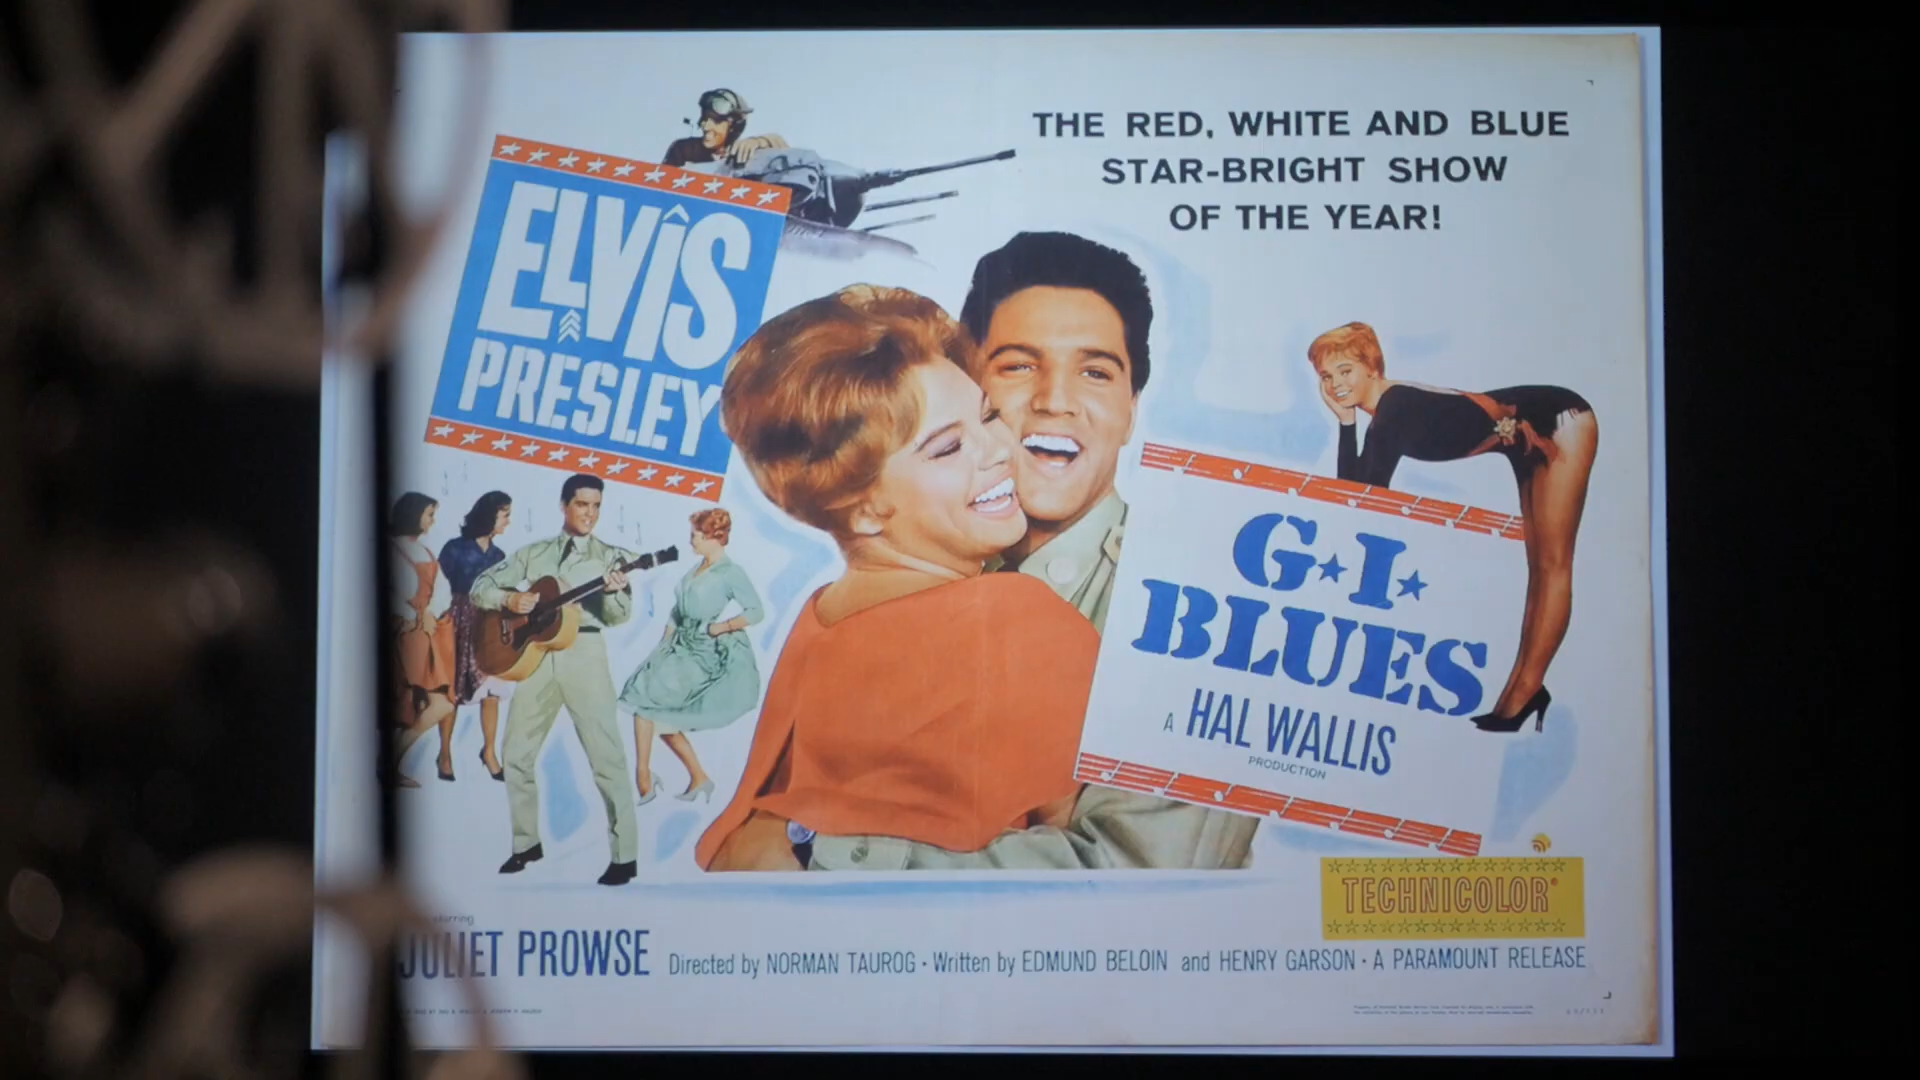 THE RED, WHITE AND BLUE
STAR-BRIGHT SHOW
OF THE YEAR!
ELVIS
PRESLEY
G★I★
BLUES
A HAL WALLIS
PRODUCTION
TECHNICOLOR®
starring
JULIET PROWSE
Directed by NORMAN TAUROG · Written by EDMUND BELOIN and HENRY GARSON · A PARAMOUNT RELEASE